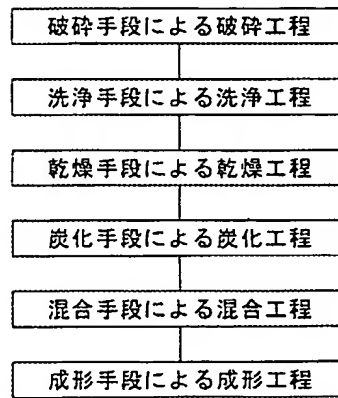 破砕手段による破砕工程
洗浄手段による洗浄工程
乾燥手段による乾燥工程
炭化手段による炭化工程
混合手段による混合工程
成形手段による成形工程